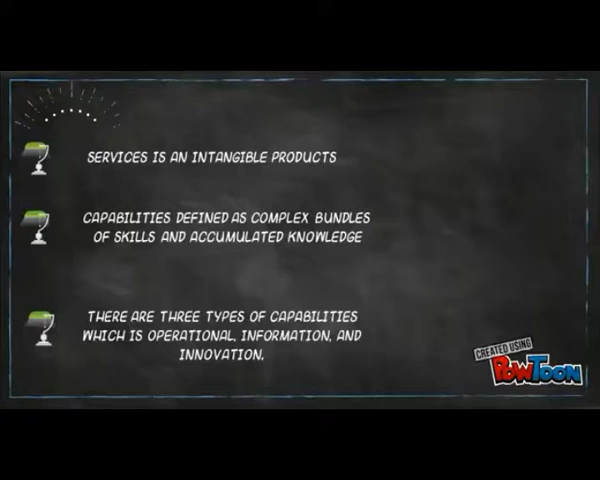 SERVICES IS AN INTANGIBLE PRODUCTS
CAPABILITIES DEFINED AS COMPLEX BUNDLES
OF SKILLS AND ACCUMULATED KNOWLEDGE
THERE ARE THREE TYPES OF CAPABILITIES
WHICH IS OPERATIONAL, INFORMATION, AND
INNOVATION.
CREATED USING
POWTOON